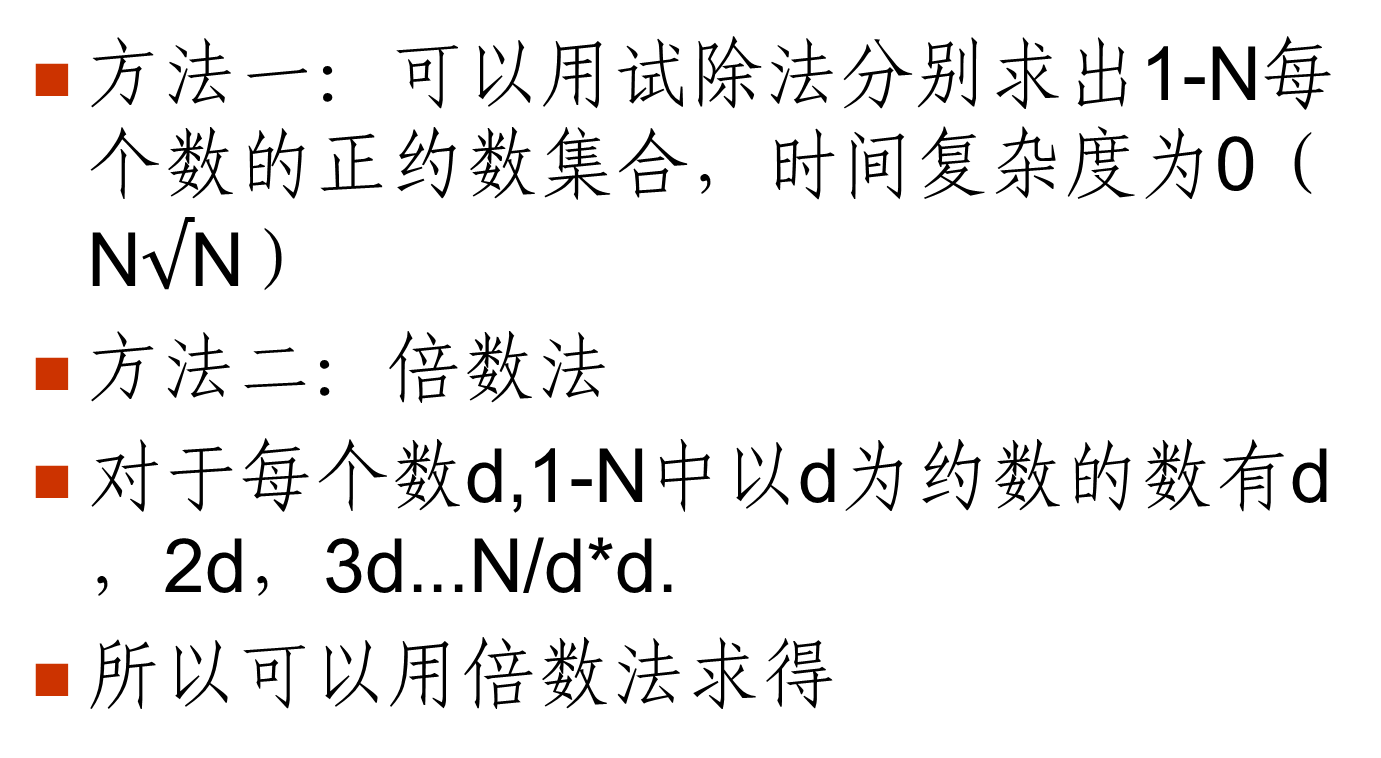 方法一： 可以用试除法分别求出1-N每
个数的正约数集合，时间复杂度为0（
N√N）
方法二：倍数法
对于每个数d,1-N中以d为约数的数有d
，2d，3d...N/d*d.
所以可以用倍数法求得